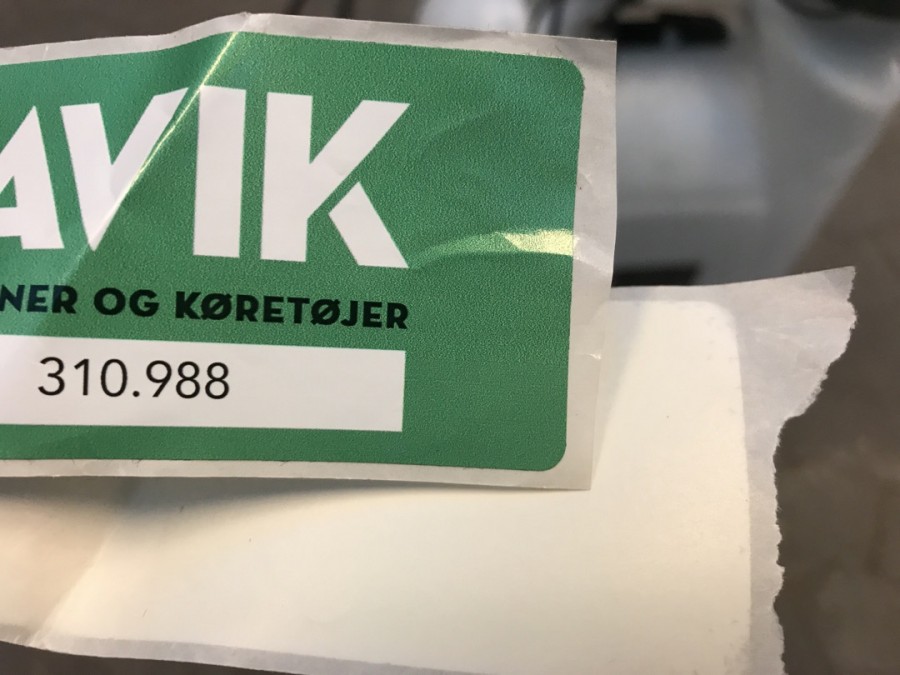 AVIK
NER OG KØRETØJER
310.988